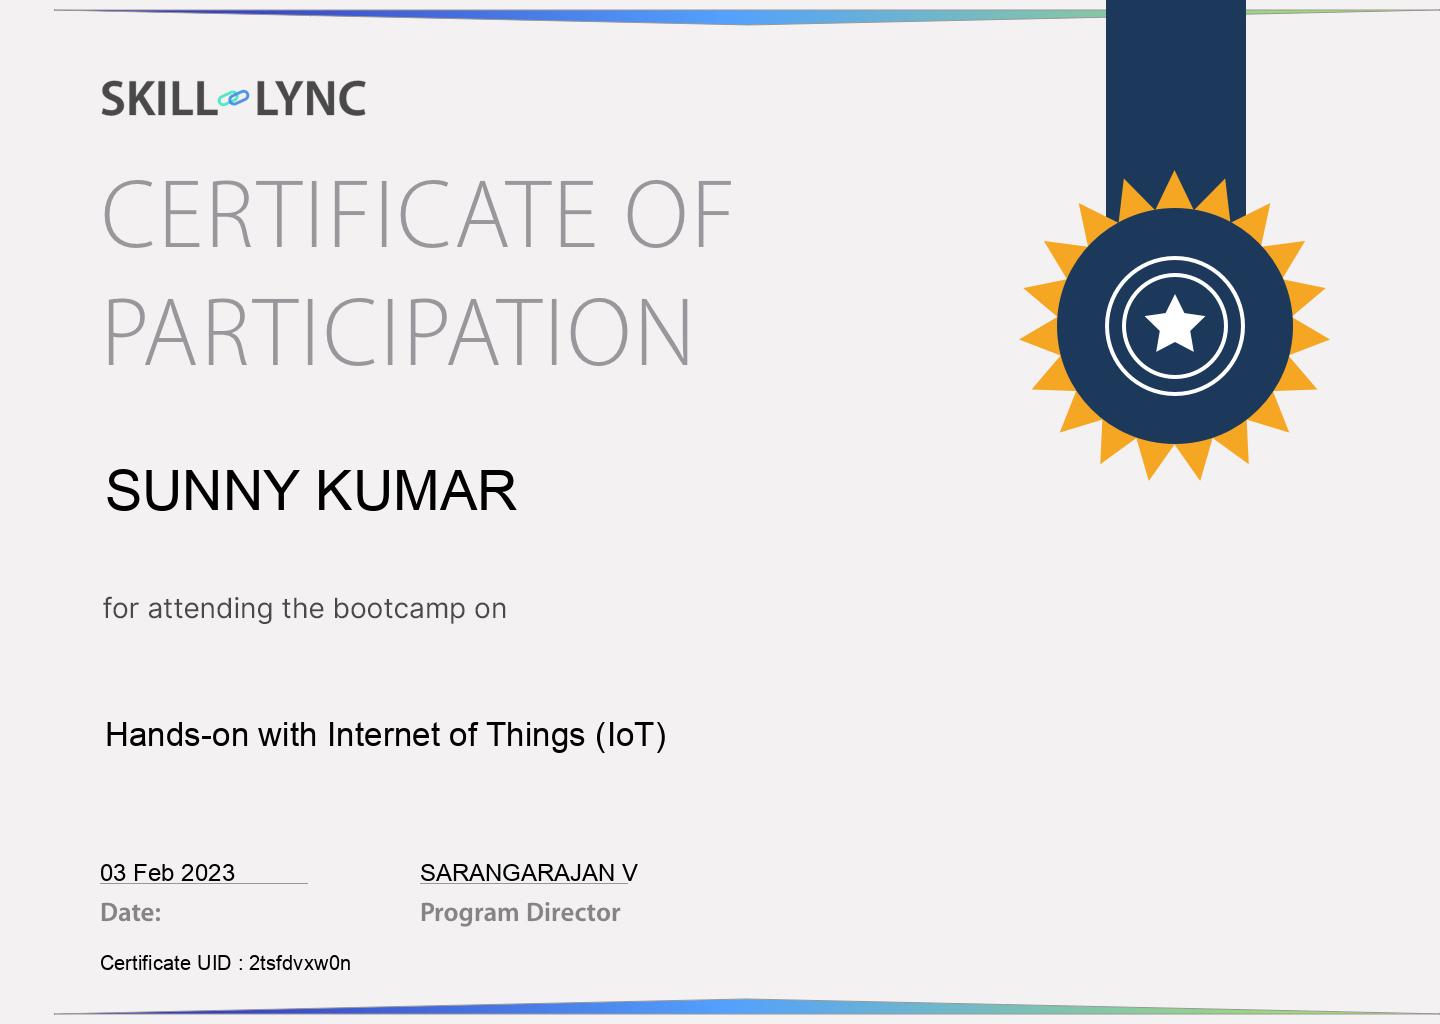 SKILL LYNC
CERTIFICATE OF
PARTICIPATION
SUNNY KUMAR
for attending the bootcamp on
Hands-on with Internet of Things (IoT)
03 Feb 2023 SARANGARAJAN V
Date: Program Director
Certificate UID : 2tsfdvxw0n